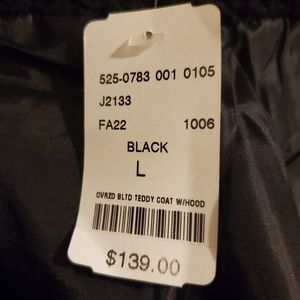 525-0783 001 0105
J2133
FA22 1006
BLACK
L
OVRZD BLTD TEDDY COAT W/HOOD
$139.00